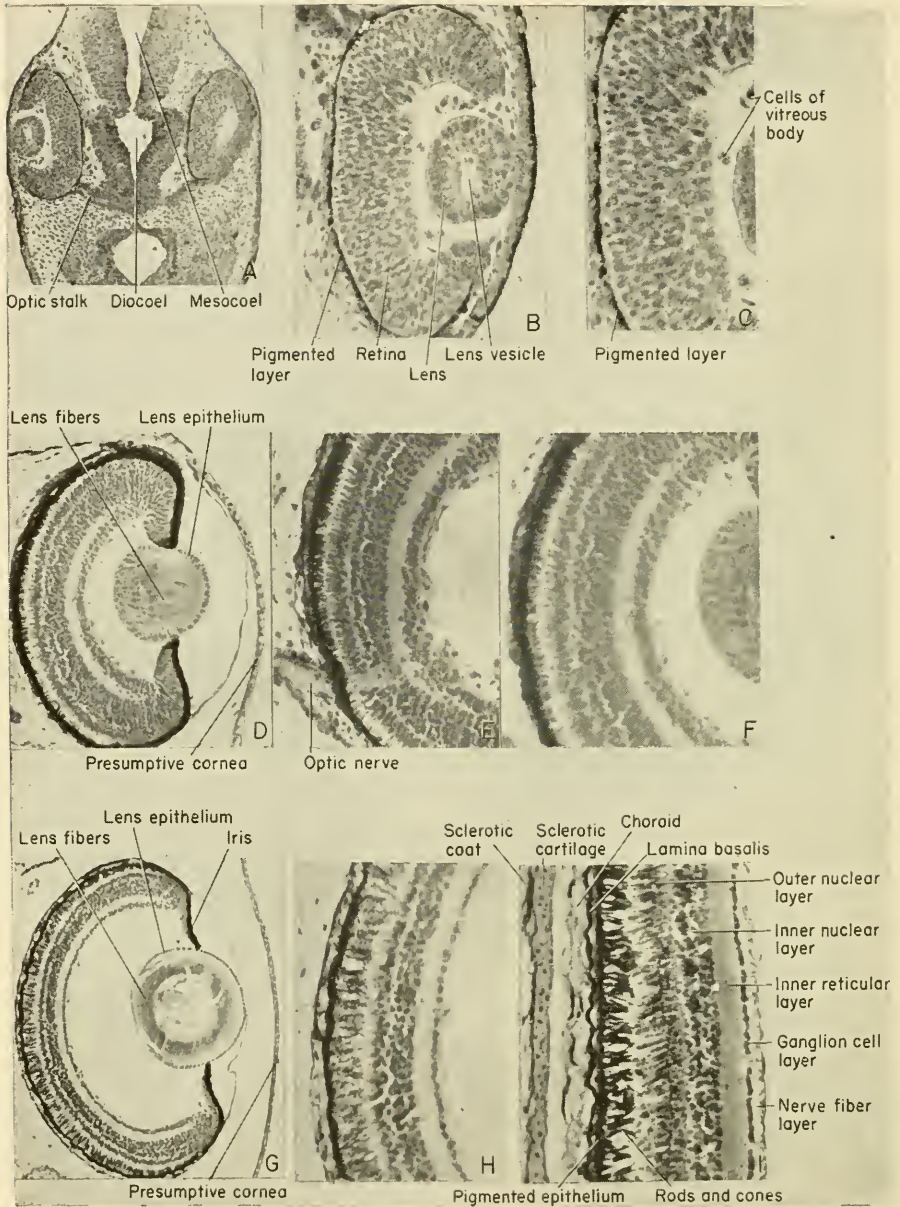 Cells of
vitreous
body
A
B
C
Optic stalk Diocoel Mesocoel
Pigmented
layer
Retina
Lens
Lens vesicle
Pigmented layer
Lens fibers Lens epithelium
D
E
F
Presumptive cornea
Optic nerve
Lens epithelium
Lens fibers
Iris
Sclerotic
coat
Sclerotic
cartilage
Choroid
Lamina basalis
Outer nuclear
layer
Inner nuclear
layer
Inner reticular
layer
Ganglion cell
layer
Nerve fiber
layer
G
H
I
Presumptive cornea
Pigmented epithelium
Rods and cones